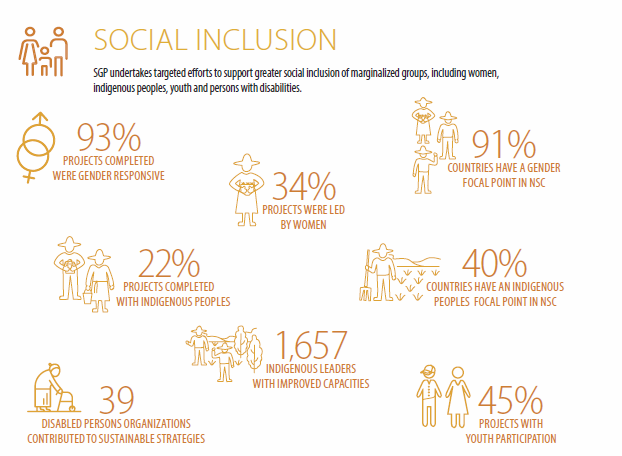 SOCIAL INCLUSION
SGP undertakes targeted efforts to support greater social inclusion of marginalized groups, including women,
indigenous peoples, youth and persons with disabilities.
93%
PROJECTS COMPLETED
WERE GENDER RESPONSIVE
34%
PROJECTS WERE LED
BY WOMEN
91%
COUNTRIES HAVE A GENDER
FOCAL POINT IN NSC
22%
PROJECTS COMPLETED
WITH INDIGENOUS PEOPLES
40%
COUNTRIES HAVE AN INDIGENOUS
PEOPLES FOCAL POINT IN NSC
1,657
INDIGENOUS LEADERS
WITH IMPROVED CAPACITIES
39
DISABLED PERSONS ORGANIZATIONS
CONTRIBUTED TO SUSTAINABLE STRATEGIES
45%
PROJECTS WITH
YOUTH PARTICIPATION